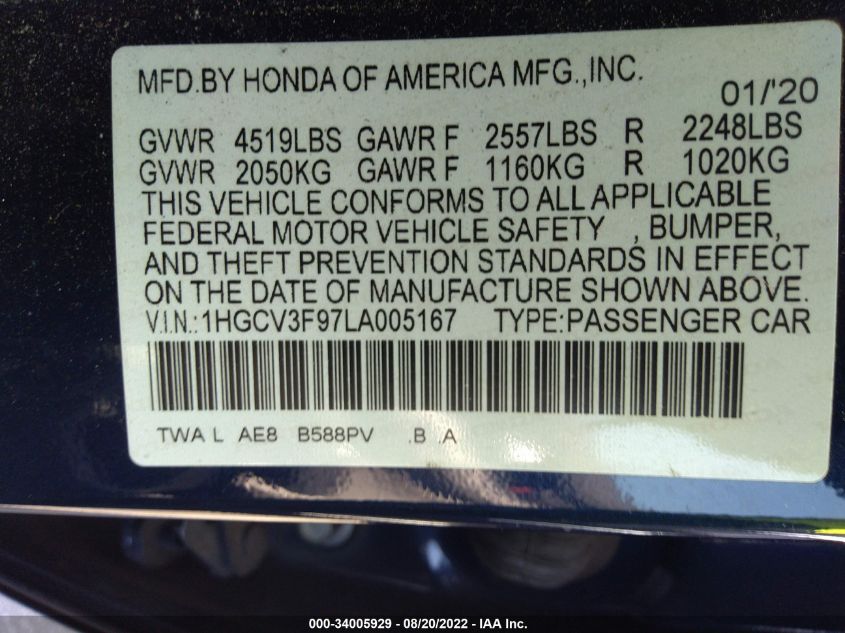 MFD.BY HONDA OF AMERICA MFG.,INC.
01/'20
GVWR 4519LBS GAWR F 2557LBS R 2248LBS
GVWR 2050KG GAWR F 1160KG R 1020KG
THIS VEHICLE CONFORMS TO ALL APPLICABLE
FEDERAL MOTOR VEHICLE SAFETY , BUMPER,
AND THEFT PREVENTION STANDARDS IN EFFECT
ON THE DATE OF MANUFACTURE SHOWN ABOVE.
V.I.N.:1HGCV3F97LA005167 TYPE:PASSENGER CAR
TWA L AE8 B588PV .B .A
000-34005929 - 08/20/2022 - IAA Inc.